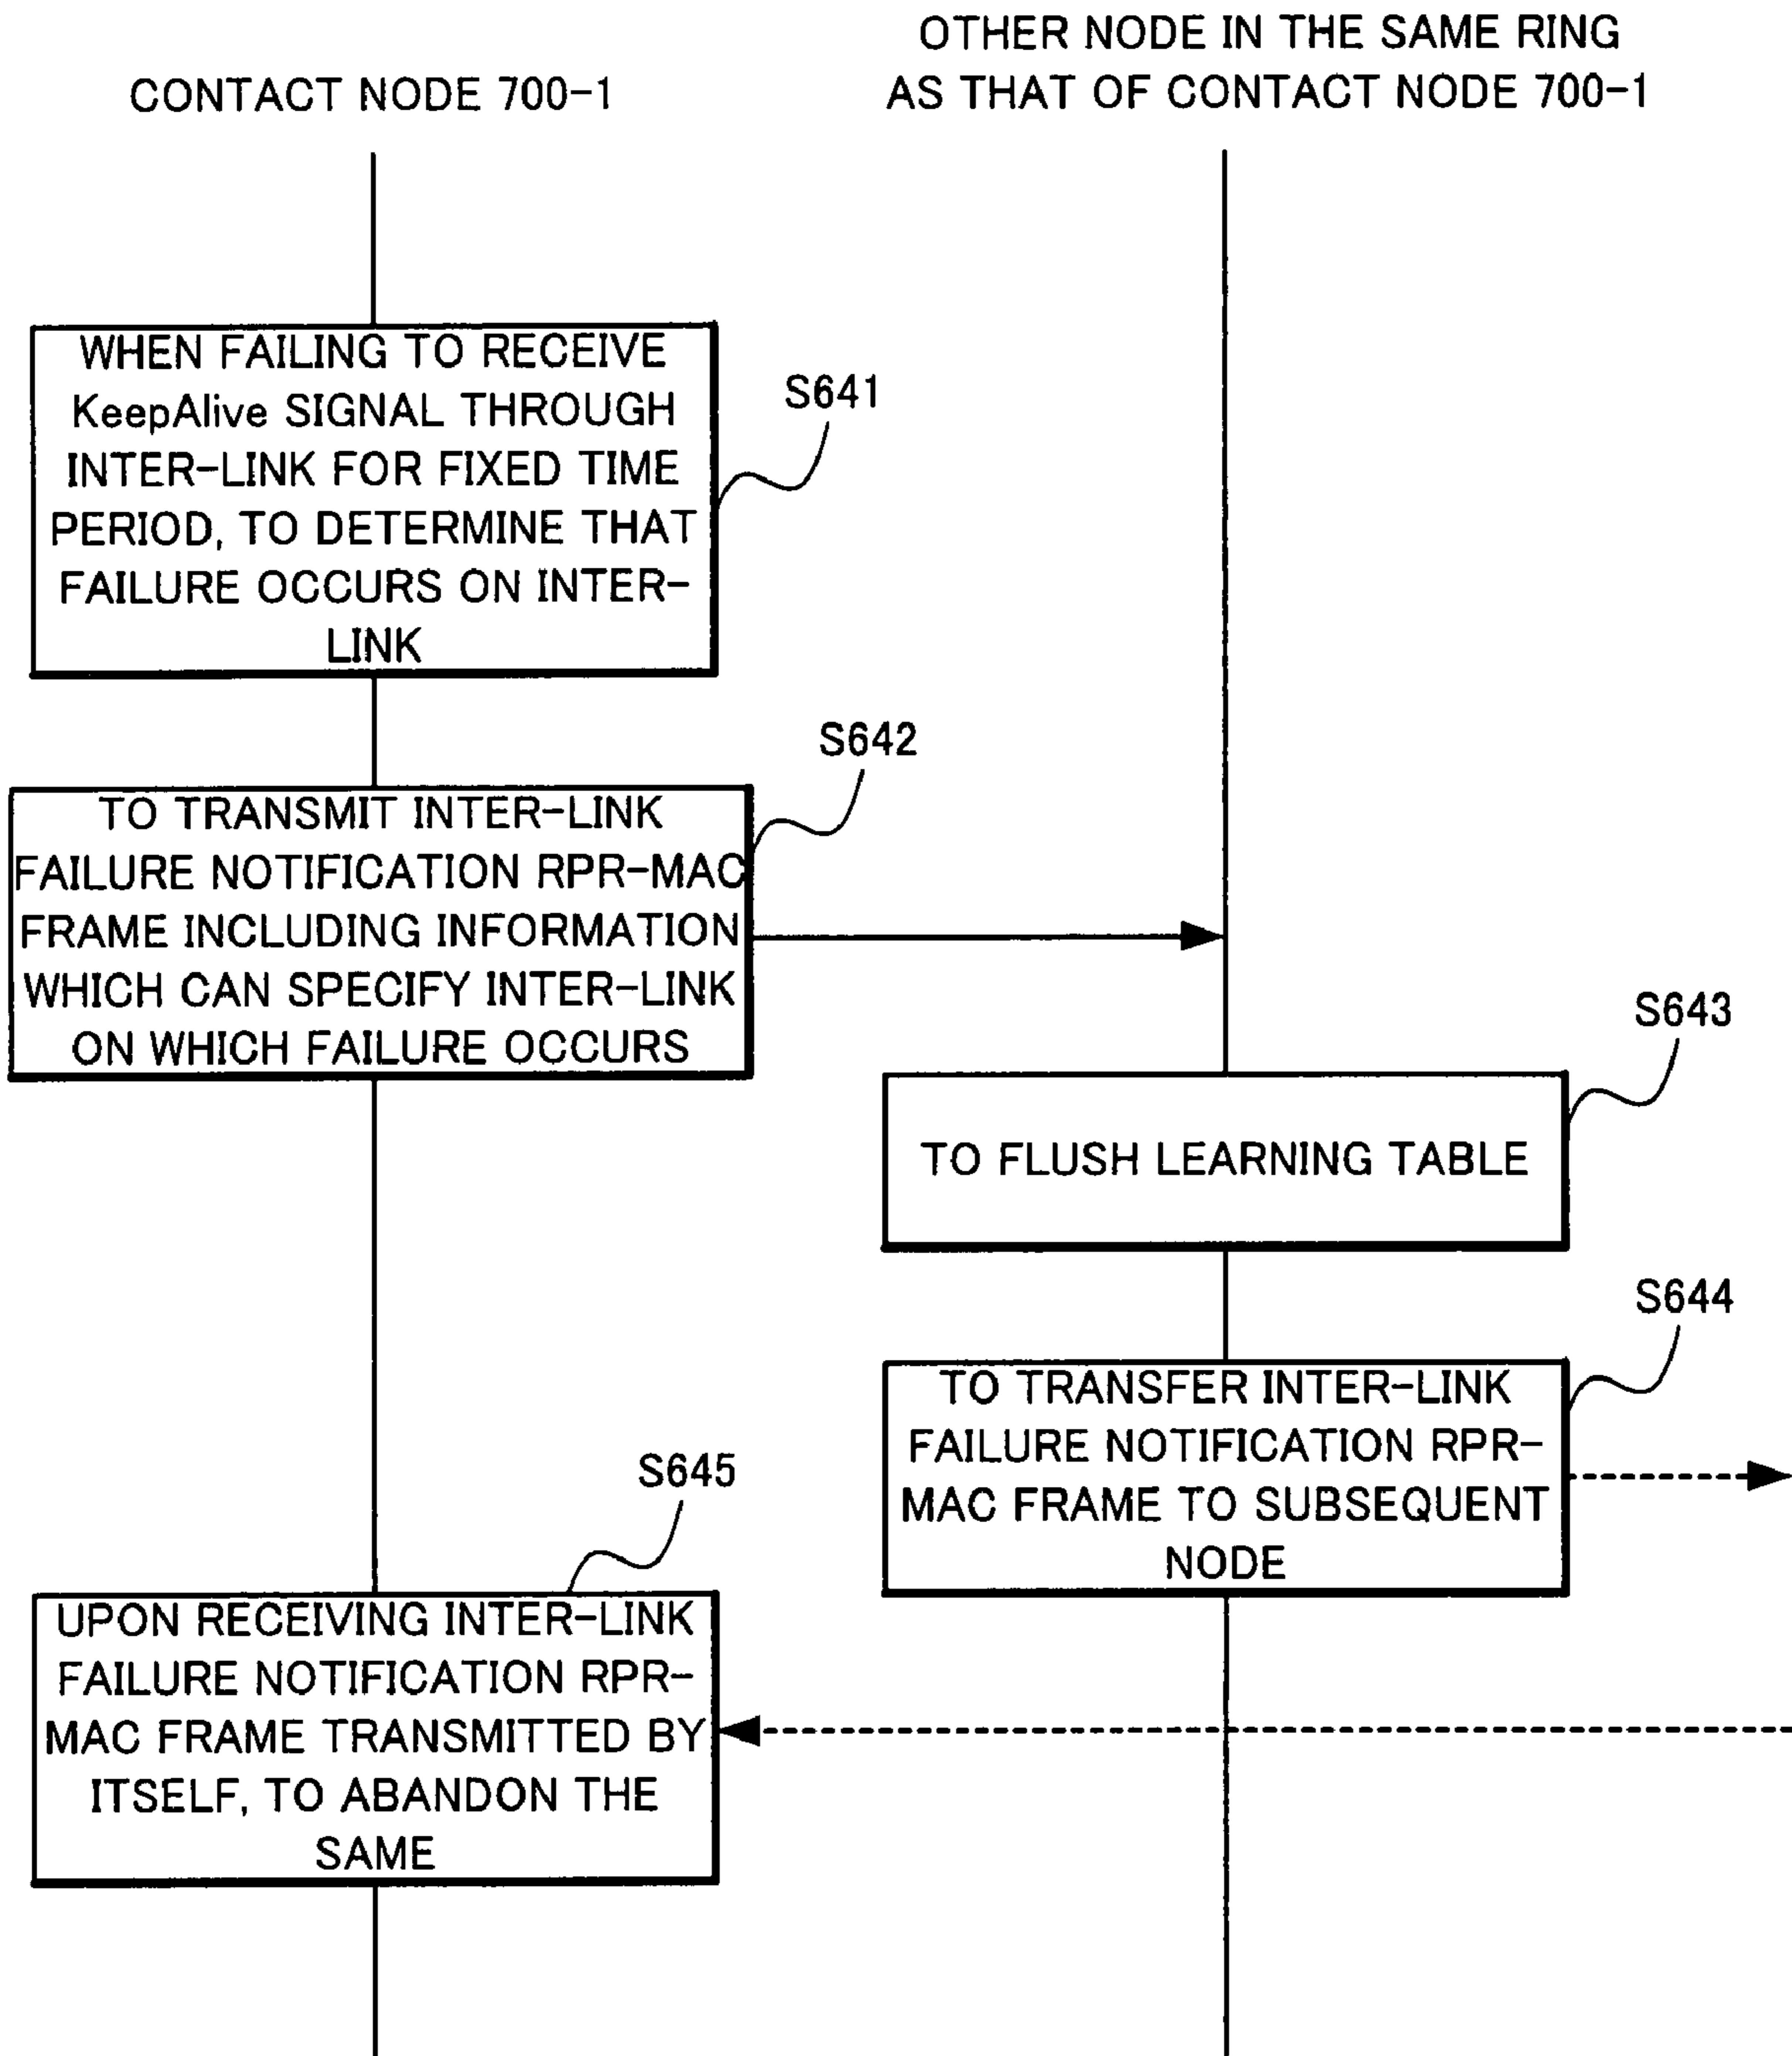 CONTACT NODE 700-1
OTHER NODE IN THE SAME RING
AS THAT OF CONTACT NODE 700-1
WHEN FAILING TO RECEIVE
KeepAlive SIGNAL THROUGH
INTER-LINK FOR FIXED TIME
PERIOD, TO DETERMINE THAT
FAILURE OCCURS ON INTER-
LINK
S641
S642
TO TRANSMIT INTER-LINK
FAILURE NOTIFICATION RPR-MAC
FRAME INCLUDING INFORMATION
WHICH CAN SPECIFY INTER-LINK
ON WHICH FAILURE OCCURS
S643
TO FLUSH LEARNING TABLE
S644
TO TRANSFER INTER-LINK
FAILURE NOTIFICATION RPR-
MAC FRAME TO SUBSEQUENT
NODE
S645
UPON RECEIVING INTER-LINK
FAILURE NOTIFICATION RPR-
MAC FRAME TRANSMITTED BY
ITSELF, TO ABANDON THE
SAME